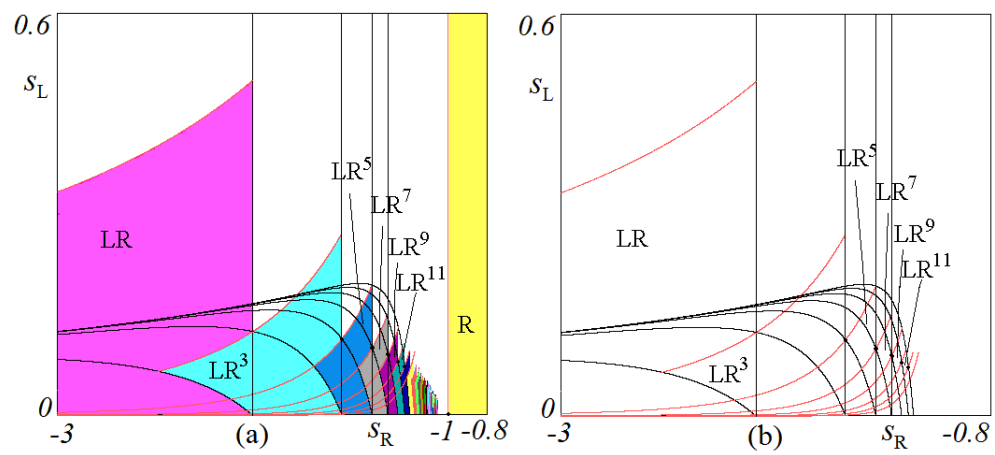 0.6
s_L
LR
LR^3
LR^5
LR^7
LR^9
LR^11
R
0
-3
(a)
s_R
-1
-0.8
0.6
s_L
LR
LR^3
LR^5
LR^7
LR^9
LR^11
0
-3
(b)
s_R
-0.8